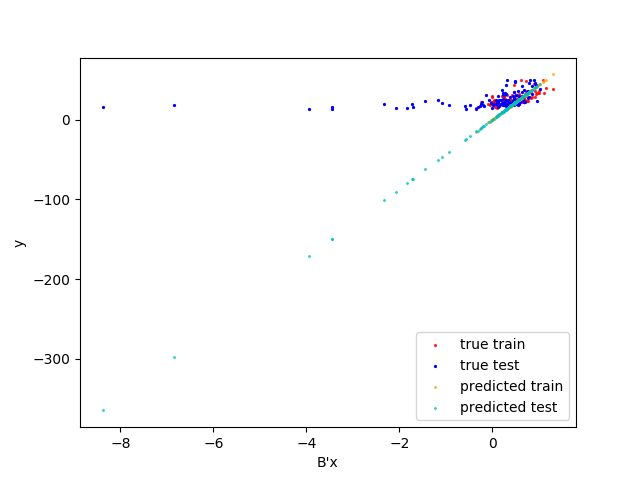 0
−100
−200
−300
y
−8
−6
−4
−2
0
B'x
true train
true test
predicted train
predicted test